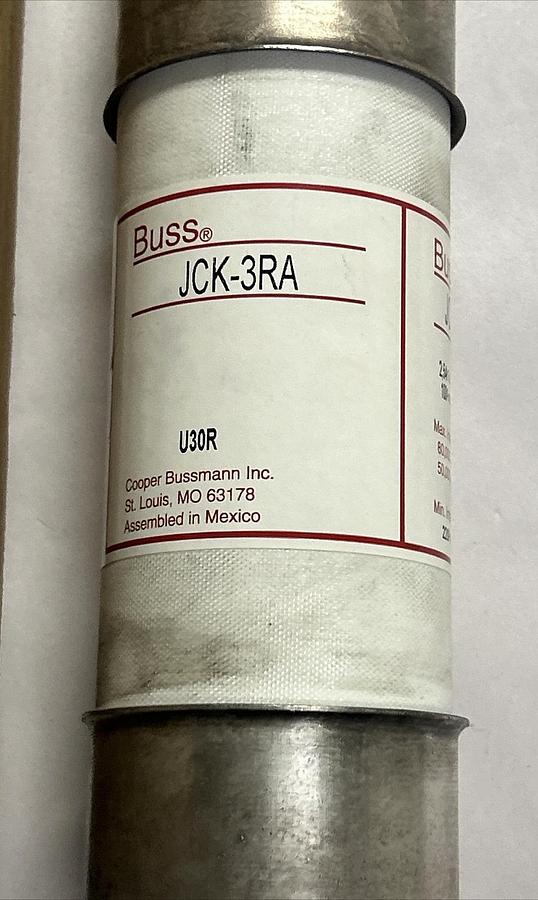 Buss®
JCK-3RA
U30R
Cooper Bussmann Inc.
St. Louis, MO 63178
Assembled in Mexico